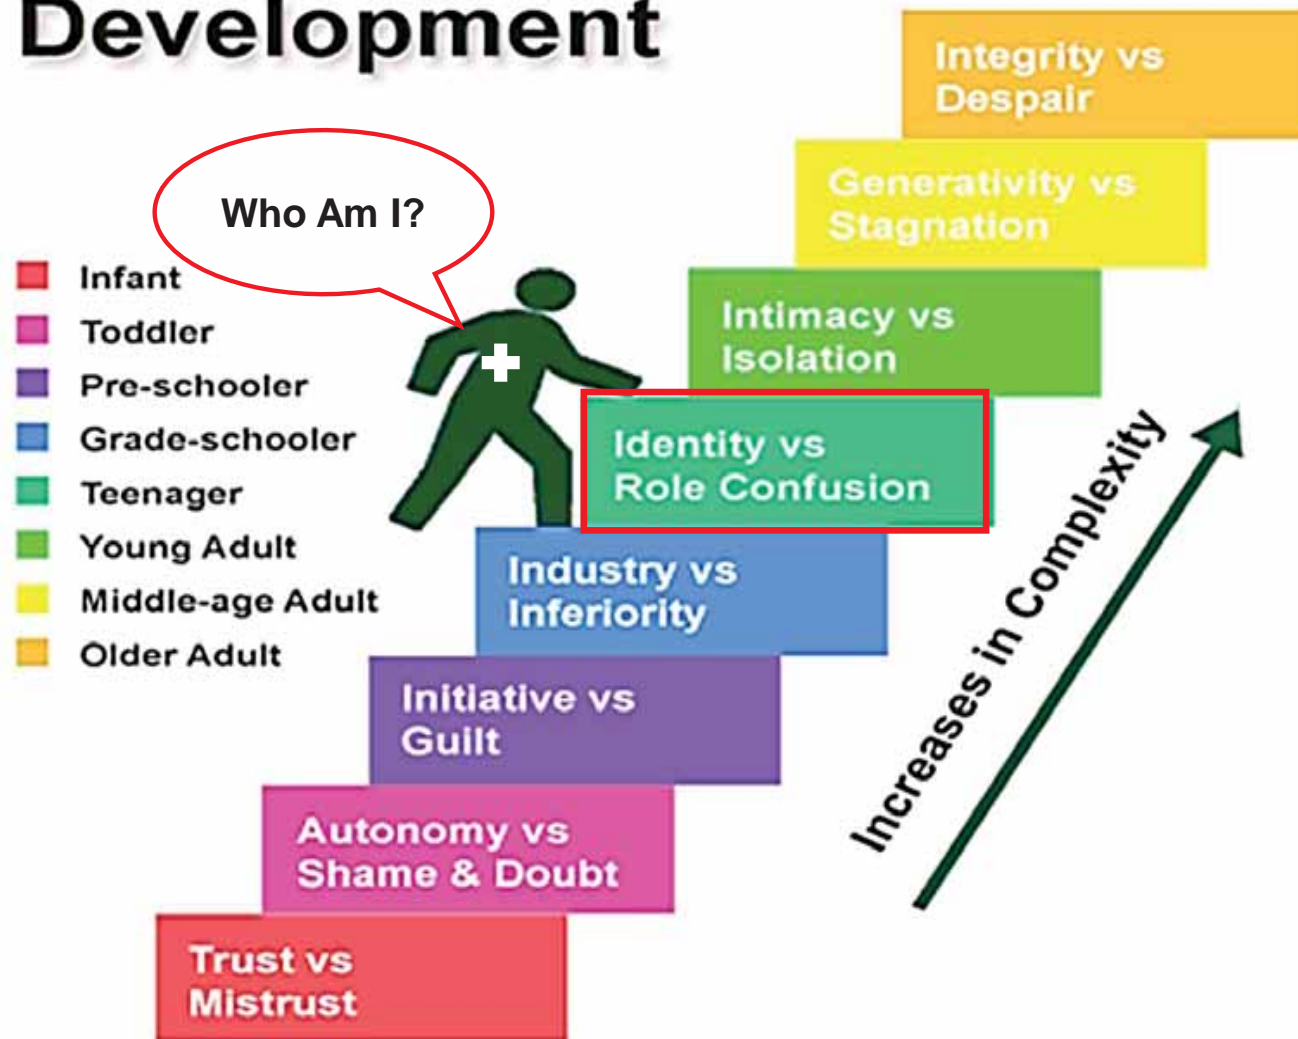 Development
Integrity vs
Despair
Generativity vs
Stagnation
Who Am I?
Infant
Toddler
Pre-schooler
Grade-schooler
Teenager
Young Adult
Middle-age Adult
Older Adult
Intimacy vs
Isolation
Identity vs
Role Confusion
Industry vs
Inferiority
Initiative vs
Guilt
Autonomy vs
Shame & Doubt
Trust vs
Mistrust
Increases in Complexity